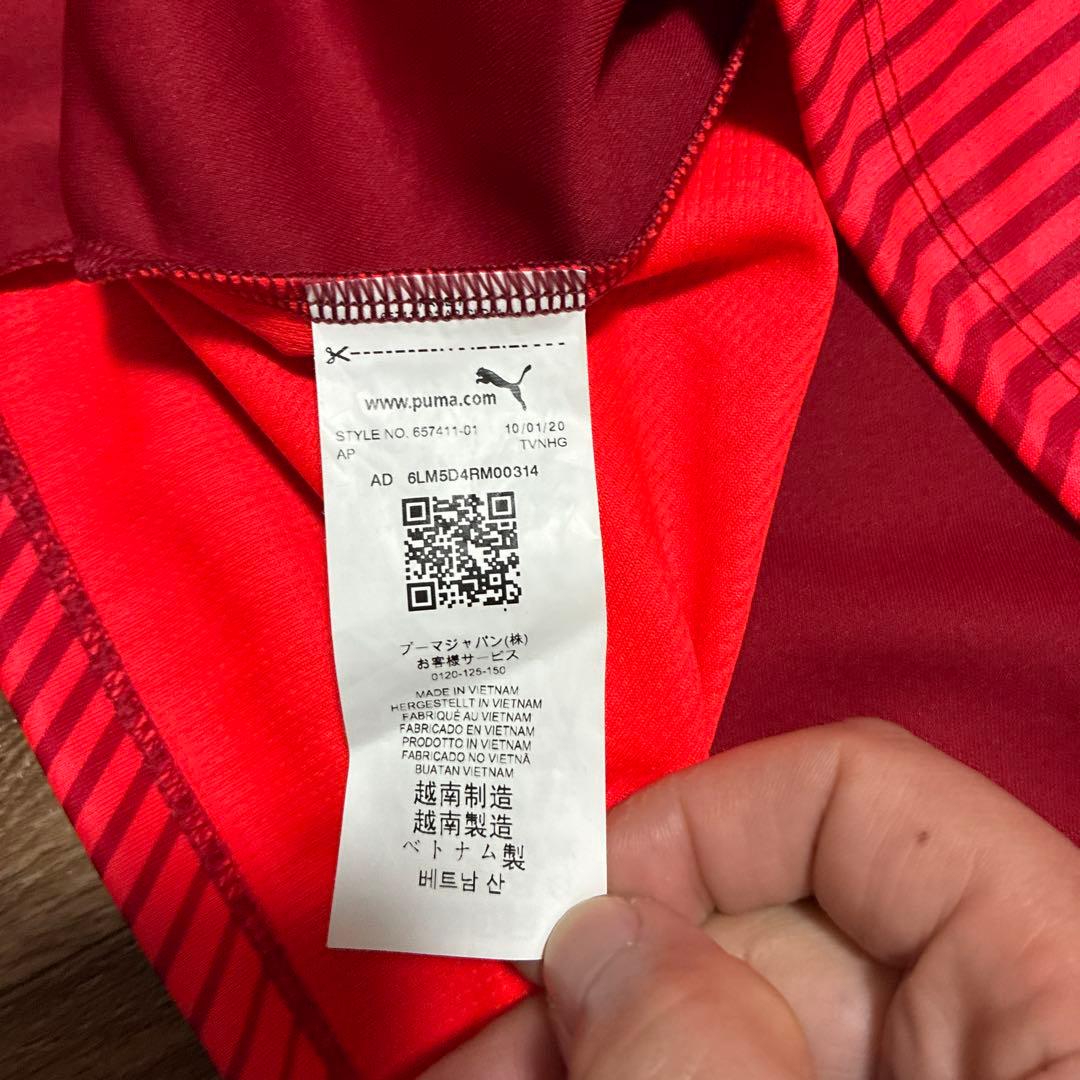 www.puma.com
STYLE NO. 657411-01 10/01/20
AP TVNHG
AD 6LM5D4RM00314
プーマジャパン(株)
お客様サービス
0120-125-150
MADE IN VIETNAM
HERGESTELLT IN VIETNAM
FABRIQUÉ AU VIETNAM
FABRICADO EN VIETNAM
PRODOTTO IN VIETNAM
FABRICADO NO VIETNÃ
BUATAN VIETNAM
越南制造
越南製造
ベトナム製
베트남 산